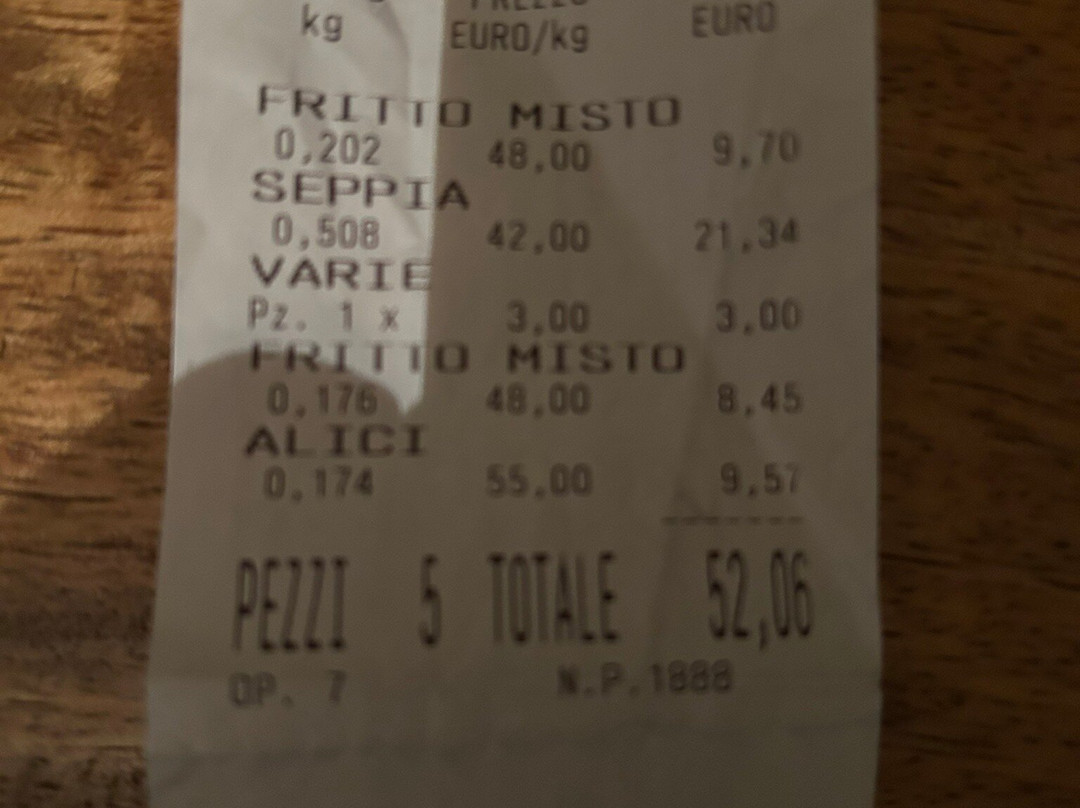 kg PREZZO EURO
EURO/kg
FRITTO MISTO
0,202 48,00 9,70
SEPPIA
0,508 42,00 21,34
VARIE
Pz. 1 x 3,00 3,00
FRITTO MISTO
0,176 48,00 8,45
ALICI
0,174 55,00 9,57
PEZZI 5 TOTALE 52,06
OP. 7 N.P.1888